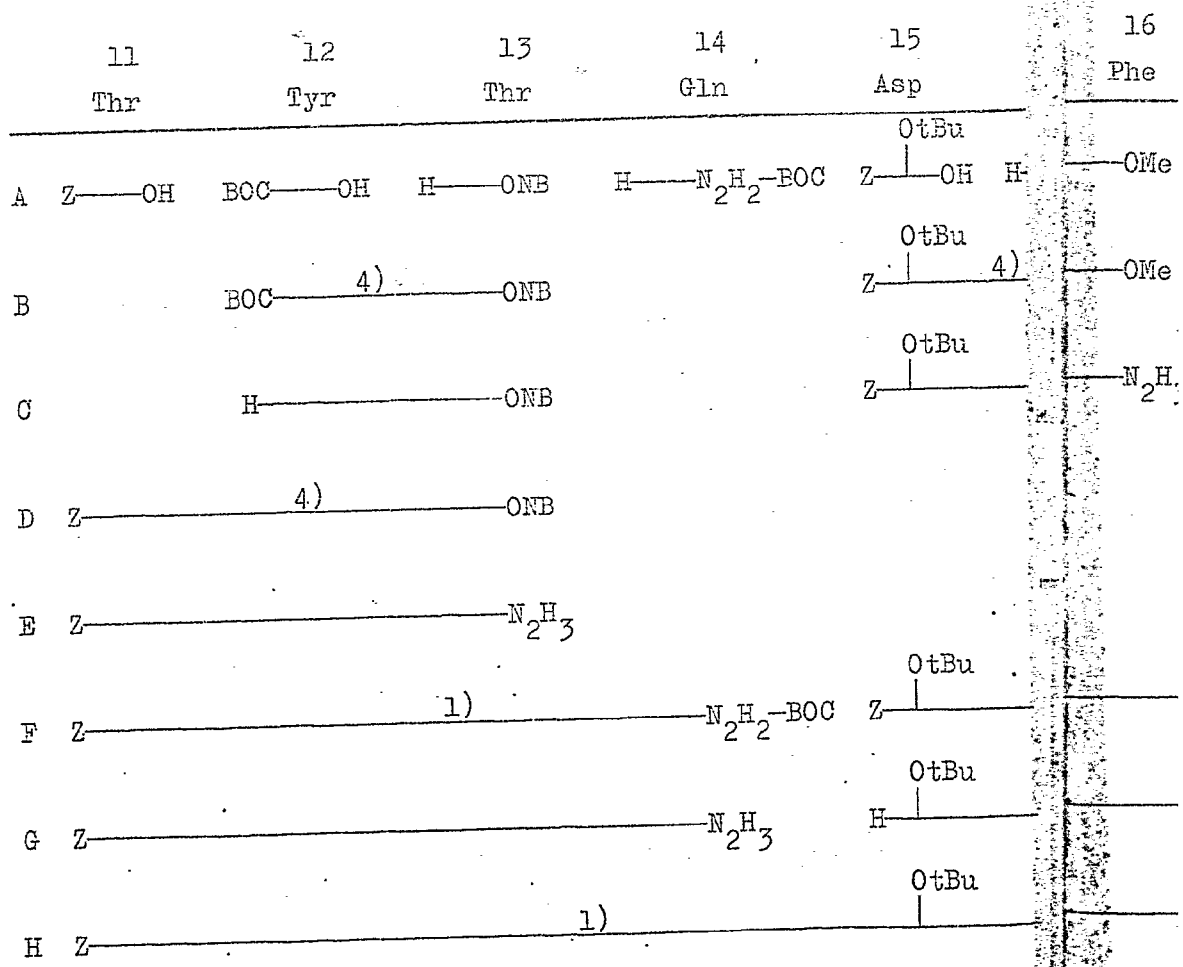 11 12 13 14 15 16
Thr Tyr Thr Gln Asp Phe
OtBu
A Z OH BOC OH H ONB H N2H2-BOC Z OH H OMe
OtBu
B BOC 4) ONB Z 4) OMe
OtBu
C H ONB Z N2H
D Z 4) ONB
E Z N2H3
OtBu
F Z 1) N2H2-BOC Z
OtBu
G Z N2H3 H
OtBu
H Z 1)